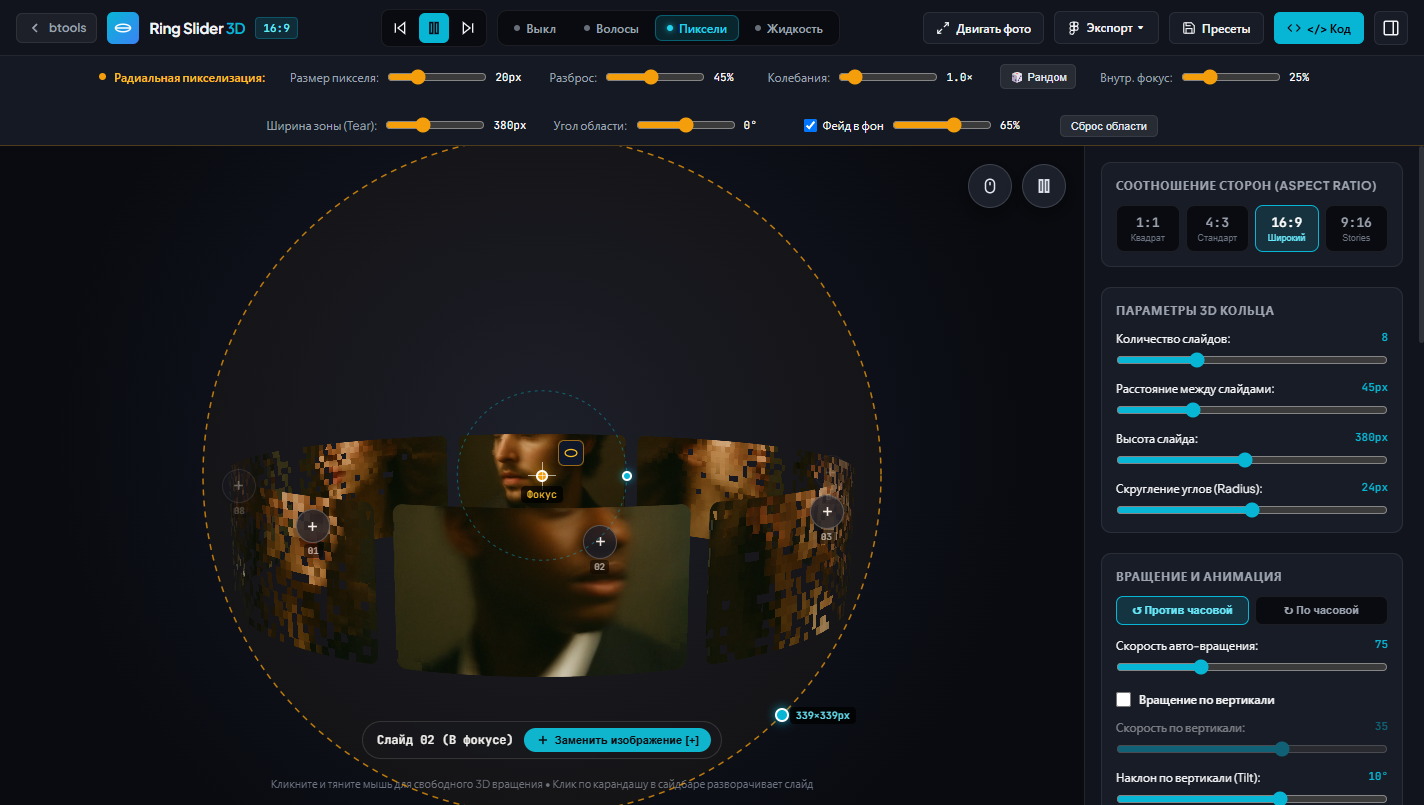 btools
Ring Slider 3D
16:9
Выкл
Волосы
Пиксели
Жидкость
Двигать фото
Экспорт
Пресеты
</> Код
Радиальная пикселизация:
Размер пикселя: 20px
Разброс: 45%
Колебания: 1.0×
Рандом
Внутр. фокус: 25%
Ширина зоны (Tear): 380px
Угол области: 0°
Фейд в фон 65%
Сброс области
СООТНОШЕНИЕ СТОРОН (ASPECT RATIO)
1:1 4:3 16:9 9:16
Квадрат Стандарт Широкий Stories
ПАРАМЕТРЫ 3D КОЛЬЦА
Количество слайдов: 8
Расстояние между слайдами: 45px
Высота слайда: 380px
Скругление углов (Radius): 24px
ВРАЩЕНИЕ И АНИМАЦИЯ
↺ Против часовой
↻ По часовой
Скорость авто-вращения: 75
Вращение по вертикали
Скорость по вертикали: 35
Наклон по вертикали (Tilt): 10°
Фокус
08
01
02
03
339×339px
Слайд 02 (В фокусе)
+ Заменить изображение [+]
Кликните и тяните мышь для свободного 3D вращения • Клик по карандашу в сайдбаре разворачивает слайд